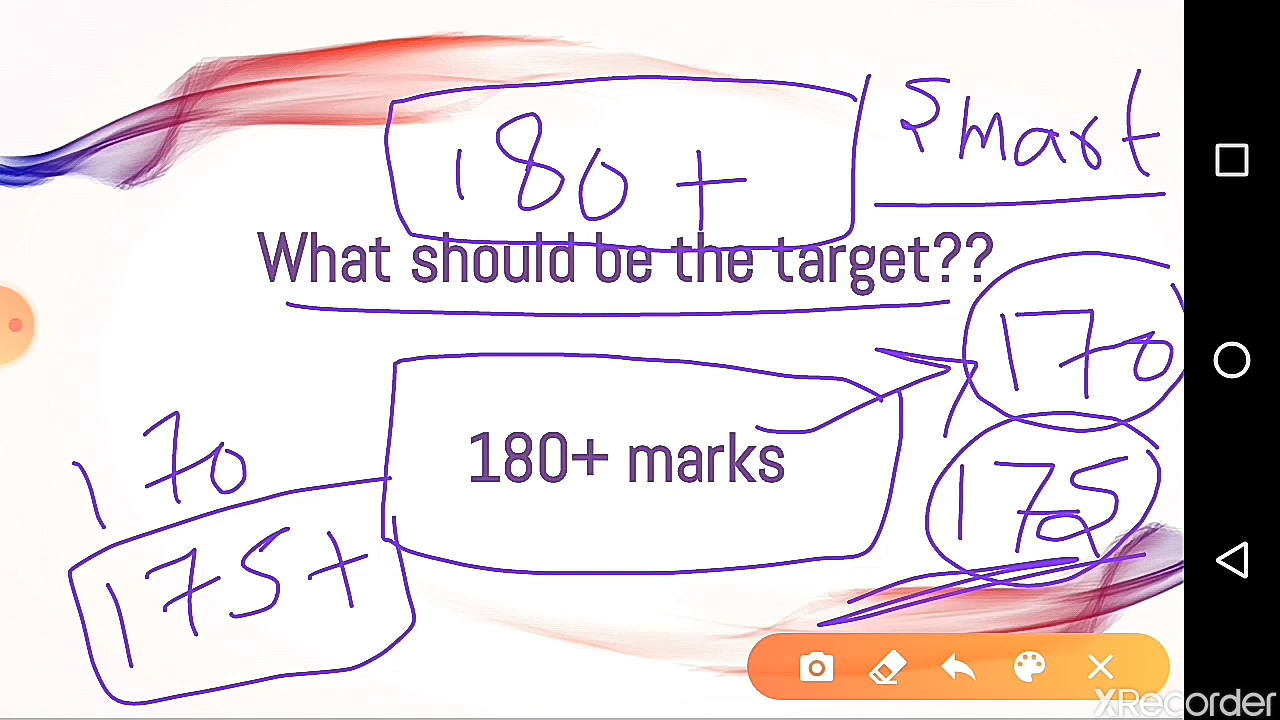 180+
Smart
What should be the target??
170
180+ marks
170
175
175+
XRecorder